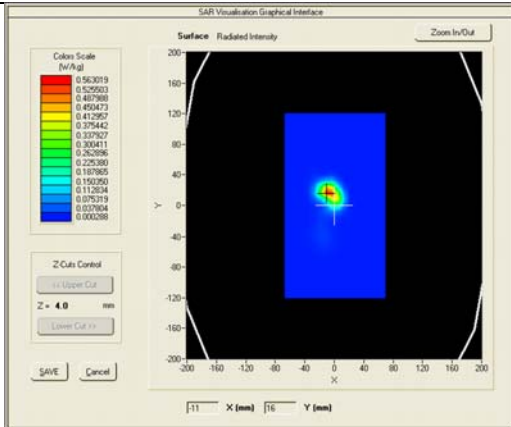 SAR Visualisation Graphical Interface
Surface Radiated Intensity
Zoom In/Out
Colors Scale
(W/kg)
0.563019
0.525503
0.487988
0.450473
0.412957
0.375442
0.337927
0.300411
0.262896
0.225380
0.187865
0.150350
0.112834
0.075319
0.037804
0.000288
Z-Cuts Control
<< Upper Cut
Z = 4.0 mm
Lower Cut >>
SAVE Cancel
200
160
120
80
40
0
-40
-80
-120
-160
-200
Y
-200 -160 -120 -80 -40 0 40 80 120 160 200
X
-11 X (mm) 16 Y (mm)